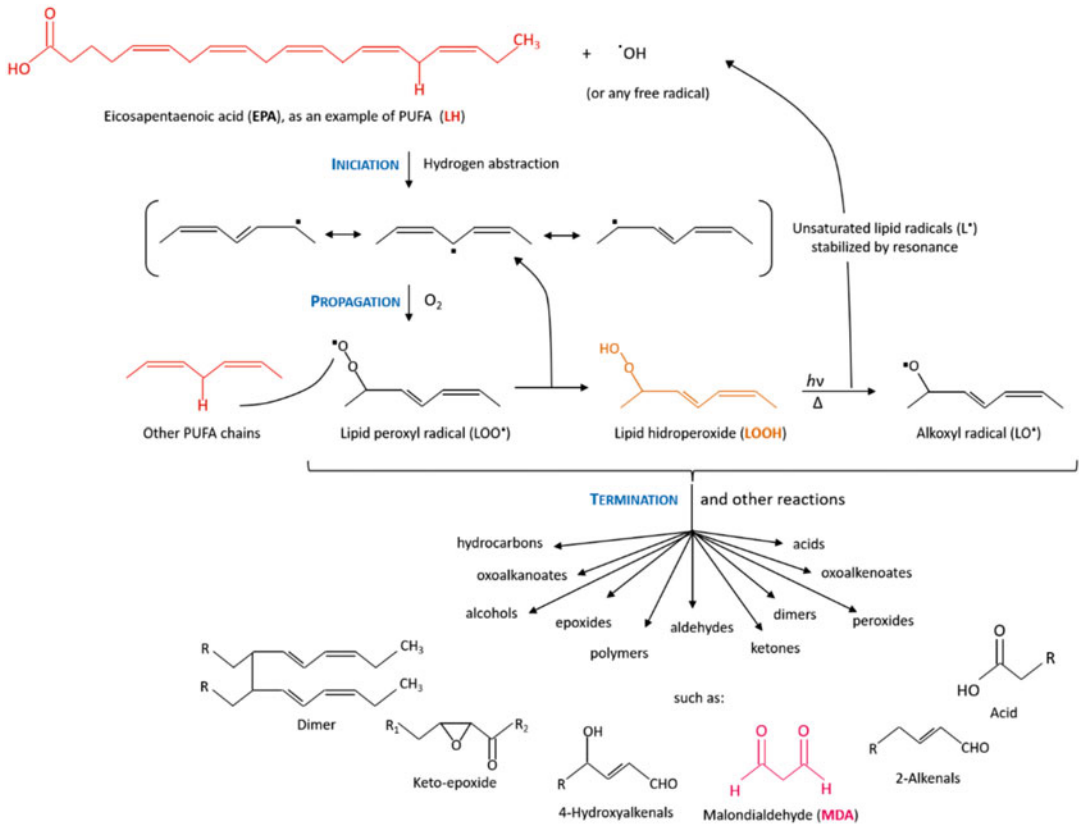 O
HO
CH3
H
+ •OH
(or any free radical)
Eicosapentaenoic acid (EPA), as an example of PUFA (LH)
INICIATION Hydrogen abstraction
Unsaturated lipid radicals (L•)
stabilized by resonance
PROPAGATION O2
H
Other PUFA chains
•O
O
Lipid peroxyl radical (LOO•)
HO
O
Lipid hidroperoxide (LOOH)
hν
Δ
•O
Alkoxyl radical (LO•)
TERMINATION and other reactions
hydrocarbons
acids
oxoalkanoates
oxoalkenoates
alcohols
epoxides
polymers
aldehydes
ketones
dimers
peroxides
such as:
R
CH3
R
CH3
Dimer
R1
O
R2
O
Keto-epoxide
OH
R
CHO
4-Hydroxyalkenals
O O
H H
Malondialdehyde (MDA)
R
CHO
2-Alkenals
O
R
HO
Acid